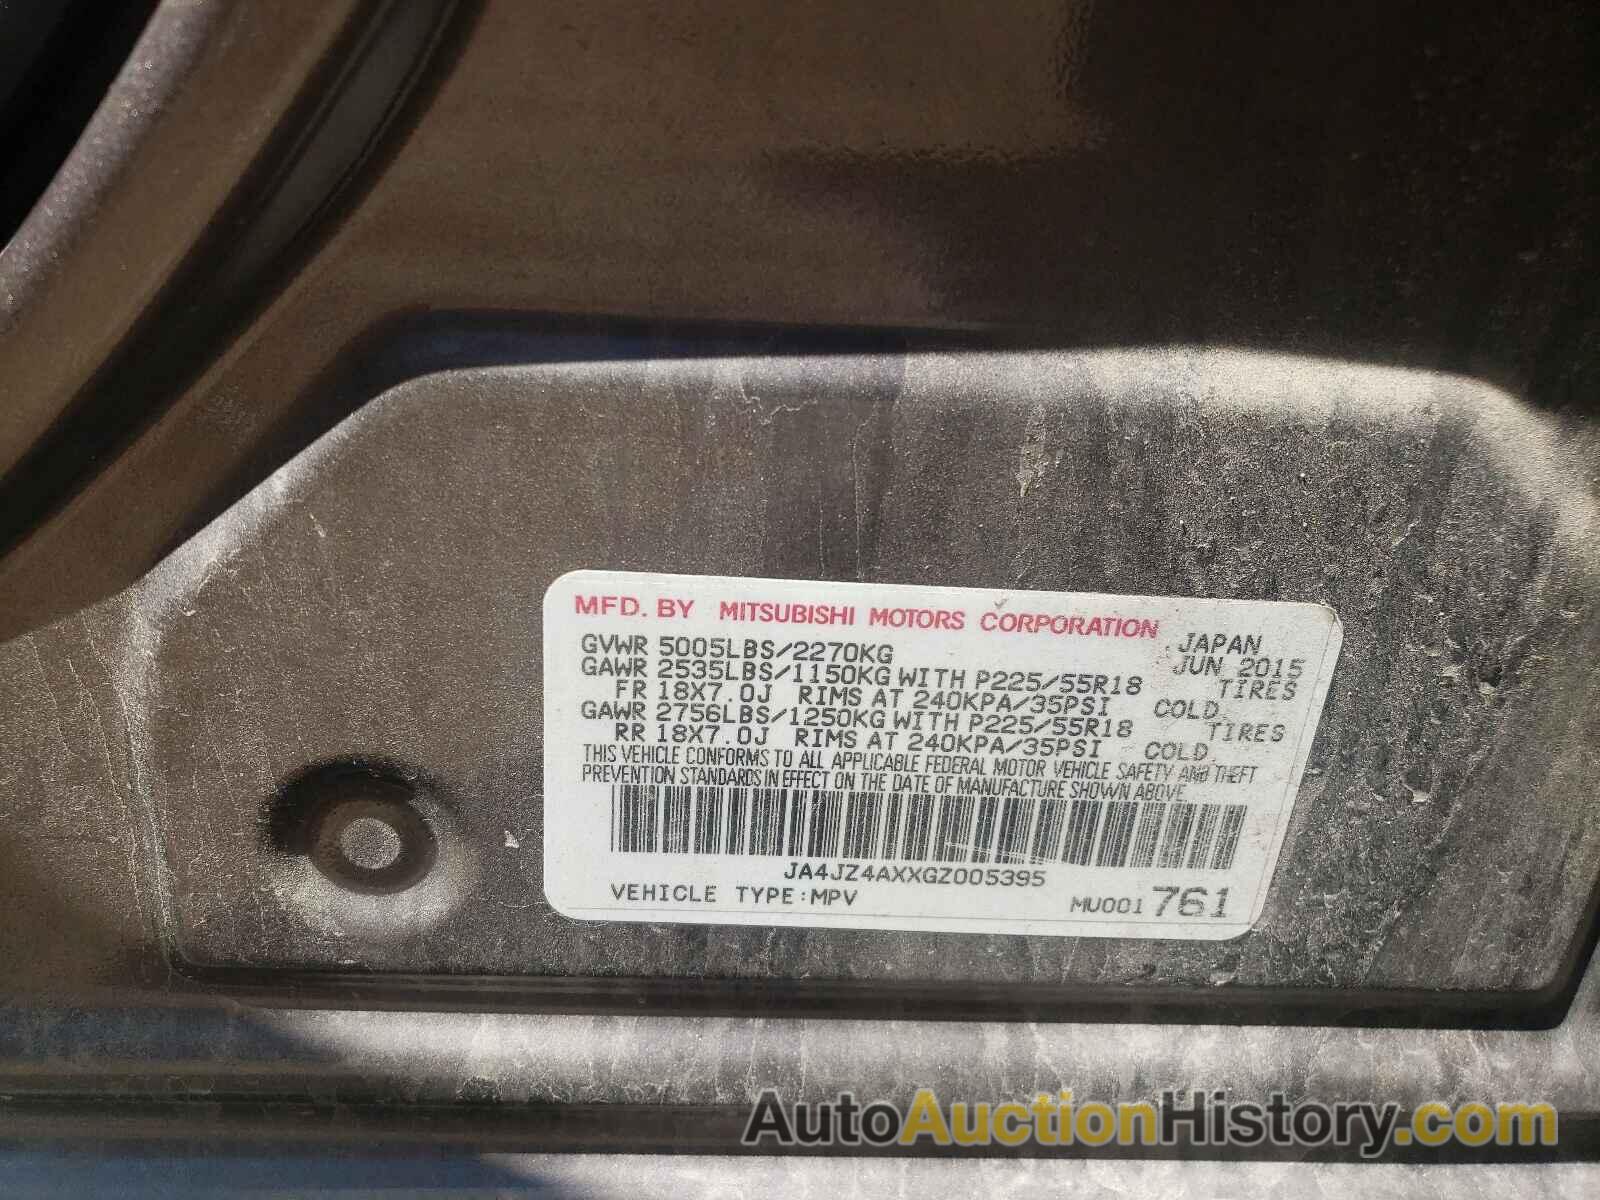 MFD. BY MITSUBISHI MOTORS CORPORATION JAPAN
GVWR 5005LBS/2270KG JUN 2015
GAWR 2535LBS/1150KG WITH P225/55R18 TIRES
FR 18X7.0J RIMS AT 240KPA/35PSI COLD.
GAWR 2756LBS/1250KG WITH P225/55R18 TIRES
RR 18X7.0J RIMS AT 240KPA/35PSI COLD.
THIS VEHICLE CONFORMS TO ALL APPLICABLE FEDERAL MOTOR VEHICLE SAFETY AND THEFT
PREVENTION STANDARDS IN EFFECT ON THE DATE OF MANUFACTURE SHOWN ABOVE.
JA4JZ4AXXGZ005395
VEHICLE TYPE:MPV MU001 761
AutoAuctionHistory.com